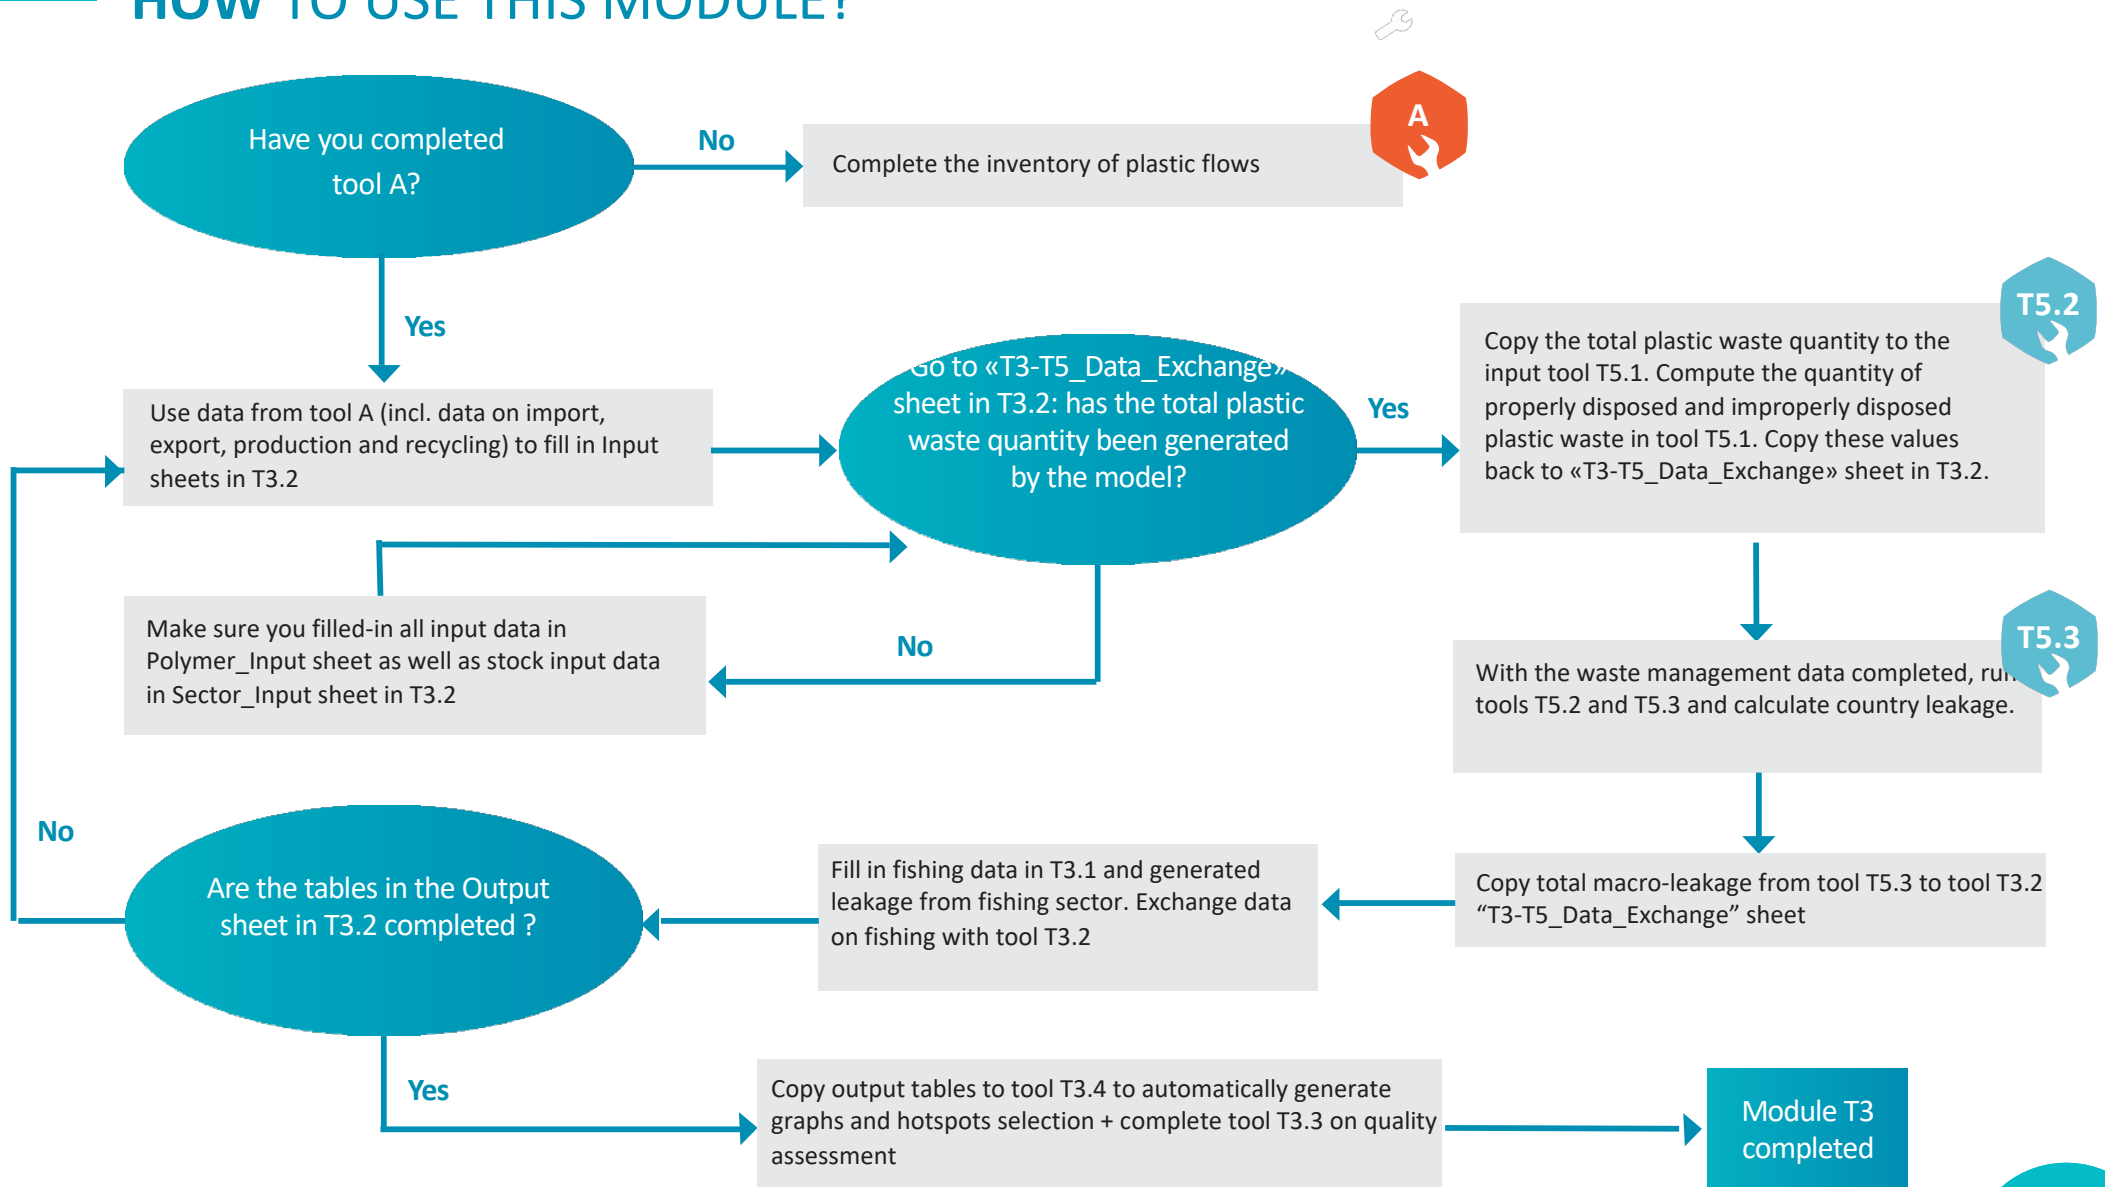 HOW TO USE THIS MODULE?
A
Have you completed
tool A?
No
Complete the inventory of plastic flows
Yes
T5.2
Use data from tool A (incl. data on import,
export, production and recycling) to fill in Input
sheets in T3.2
Go to «T3-T5_Data_Exchange»
sheet in T3.2: has the total plastic
waste quantity been generated
by the model?
Yes
Copy the total plastic waste quantity to the
input tool T5.1. Compute the quantity of
properly disposed and improperly disposed
plastic waste in tool T5.1. Copy these values
back to «T3-T5_Data_Exchange» sheet in T3.2.
Make sure you filled-in all input data in
Polymer_Input sheet as well as stock input data
in Sector_Input sheet in T3.2
No
T5.3
With the waste management data completed, run
tools T5.2 and T5.3 and calculate country leakage.
No
Are the tables in the Output
sheet in T3.2 completed ?
Fill in fishing data in T3.1 and generated
leakage from fishing sector. Exchange data
on fishing with tool T3.2
Copy total macro-leakage from tool T5.3 to tool T3.2
“T3-T5_Data_Exchange” sheet
Yes
Copy output tables to tool T3.4 to automatically generate
graphs and hotspots selection + complete tool T3.3 on quality
assessment
Module T3
completed